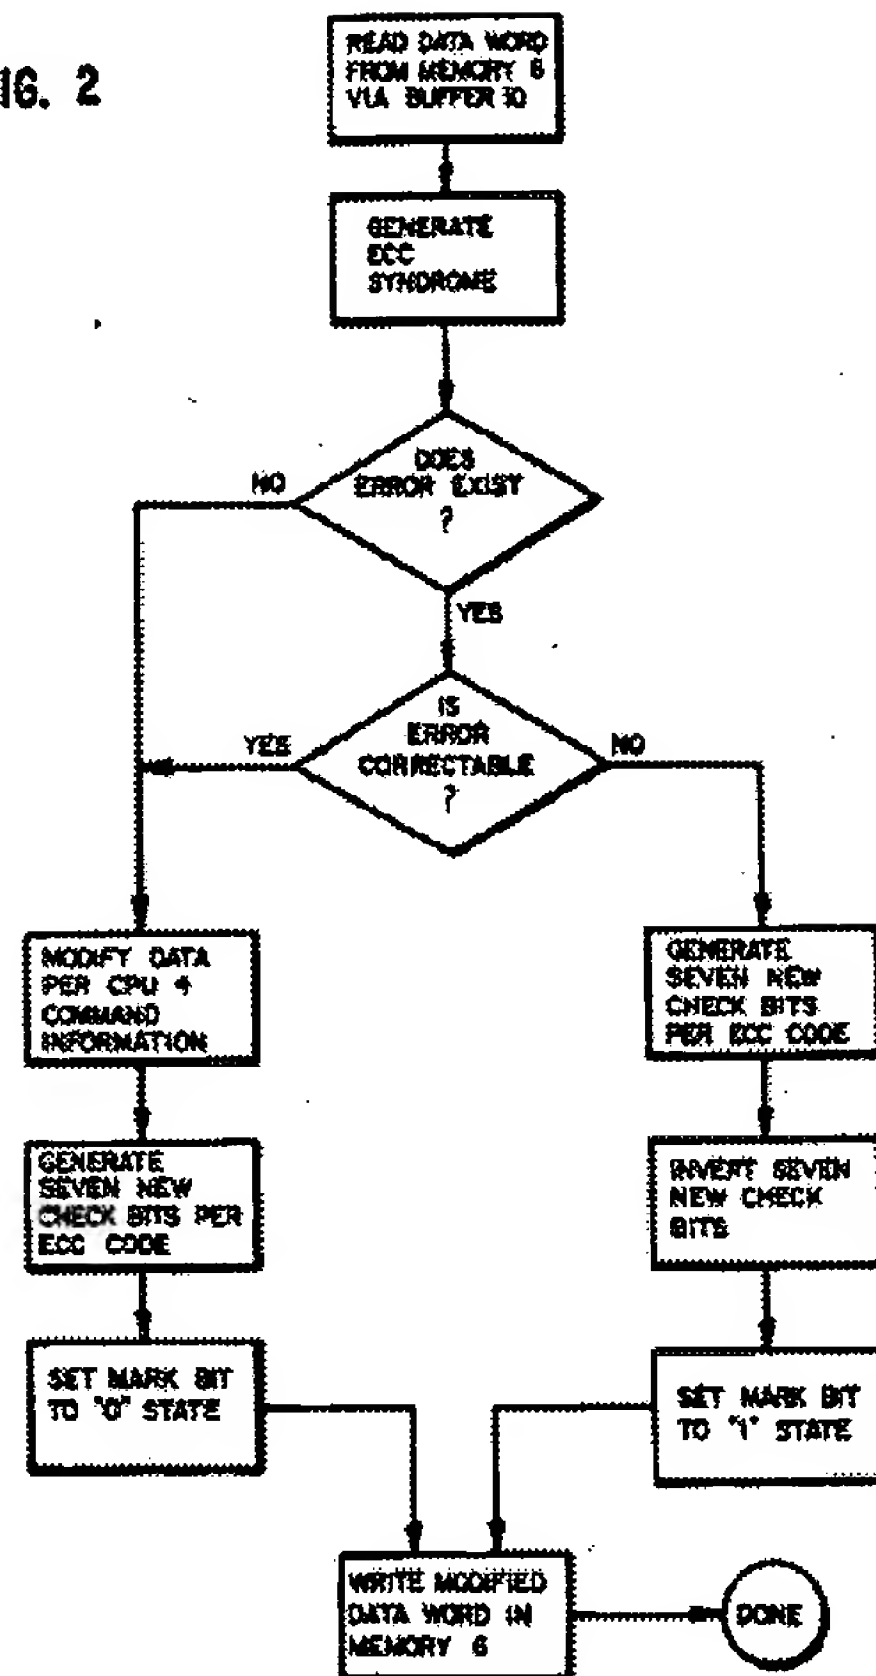 IG. 2
READ DATA WORD
FROM MEMORY 6
VIA BUFFER 10
GENERATE
ECC
SYNDROME
DOES
ERROR EXIST
?
NO
YES
IS
ERROR
CORRECTABLE
?
YES
NO
MODIFY DATA
PER CPU 4
COMMAND
INFORMATION
GENERATE
SEVEN NEW
CHECK BITS PER
ECC CODE
SET MARK BIT
TO "0" STATE
GENERATE
SEVEN NEW
CHECK BITS
PER ECC CODE
INVERT SEVEN
NEW CHECK
BITS
SET MARK BIT
TO "1" STATE
WRITE MODIFIED
DATA WORD IN
MEMORY 6
DONE